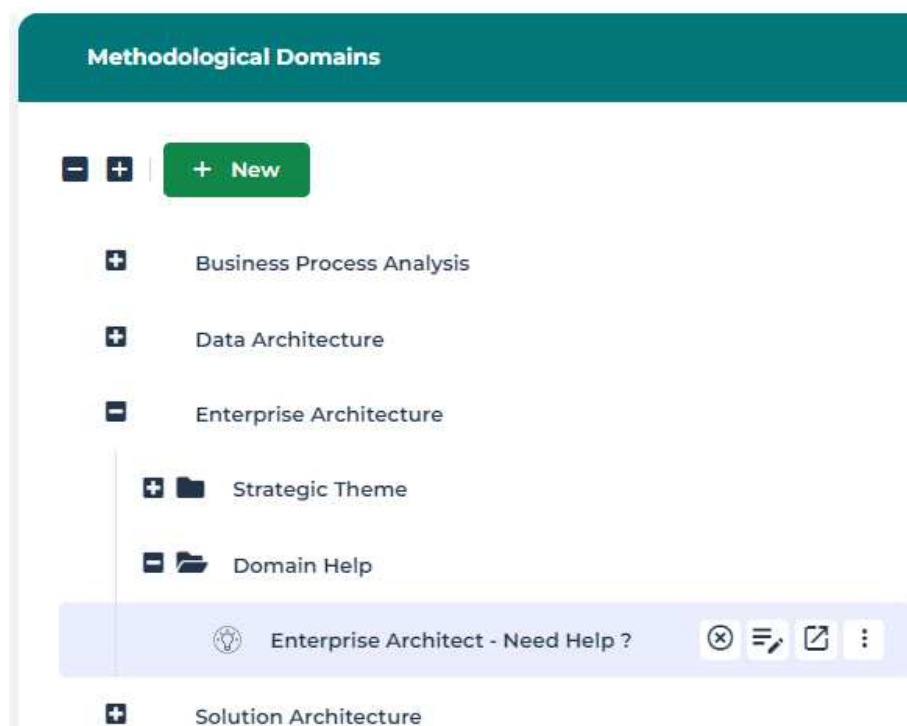 Methodological Domains
+ New
Business Process Analysis
Data Architecture
Enterprise Architecture
Strategic Theme
Domain Help
Enterprise Architect - Need Help ?
Solution Architecture